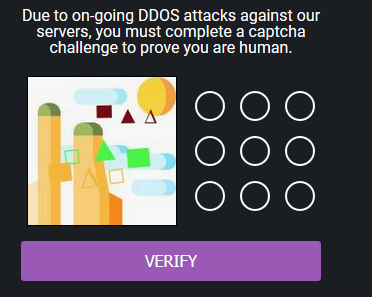 Due to on-going DDOS attacks against our
servers, you must complete a captcha
challenge to prove you are human.
VERIFY